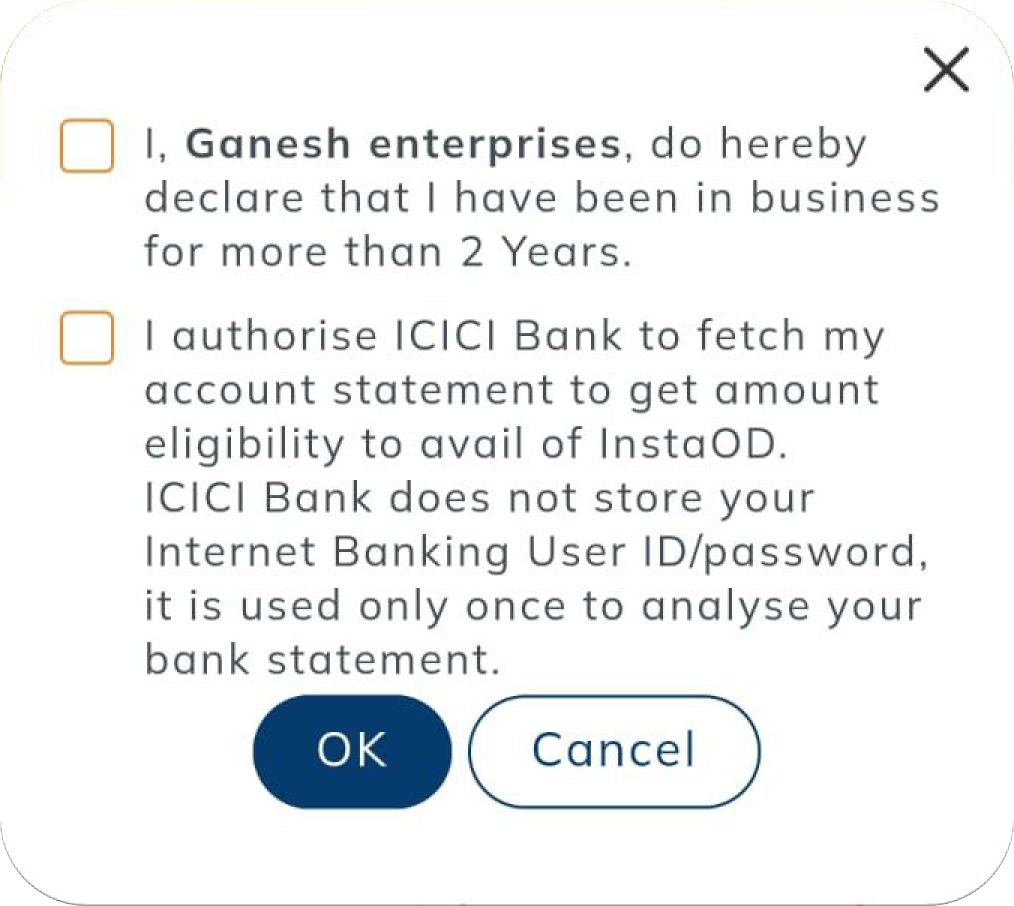 I, Ganesh enterprises, do hereby
declare that I have been in business
for more than 2 Years.
I authorise ICICI Bank to fetch my
account statement to get amount
eligibility to avail of InstaOD.
ICICI Bank does not store your
Internet Banking User ID/password,
it is used only once to analyse your
bank statement.
OK Cancel